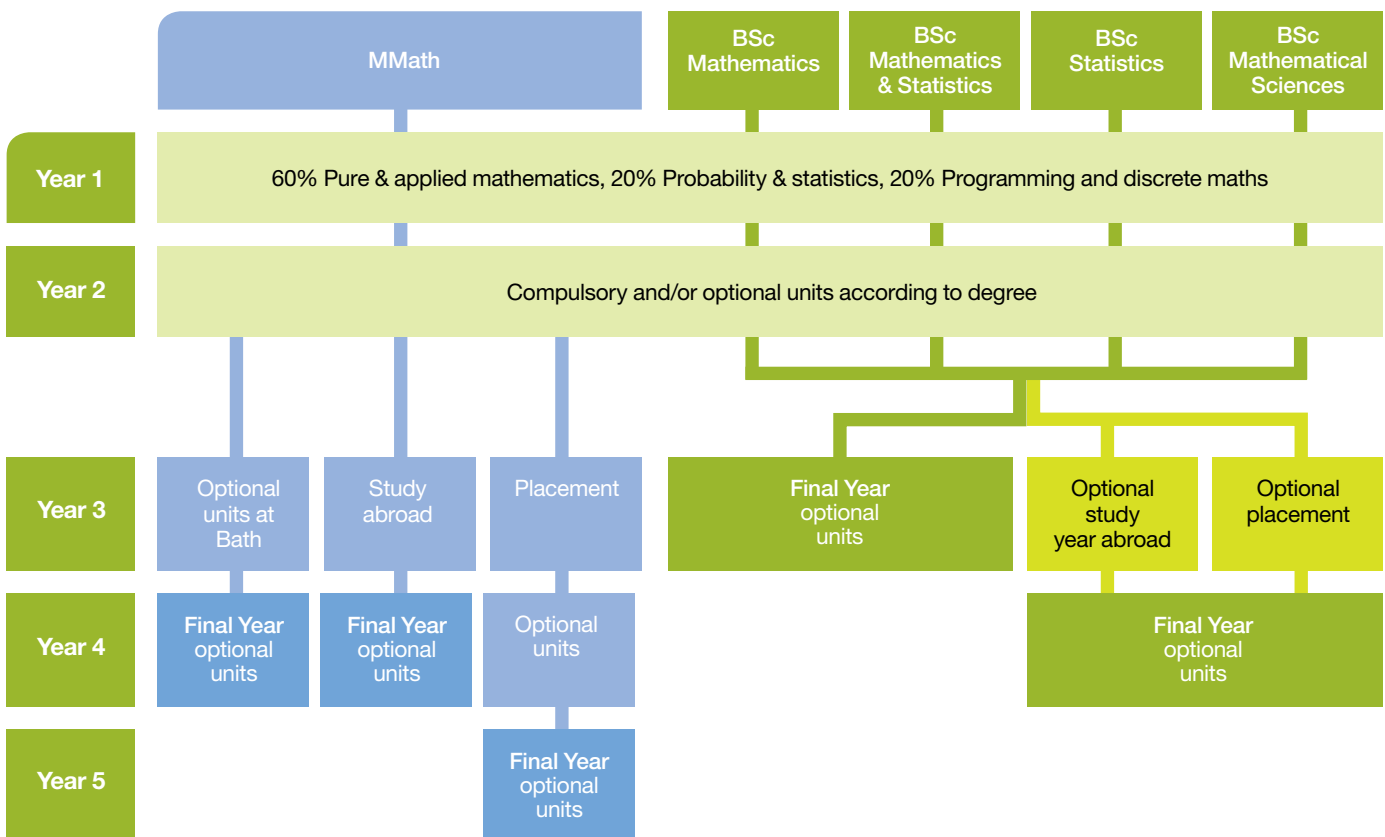 MMath
BSc
Mathematics
BSc
Mathematics
& Statistics
BSc
Statistics
BSc
Mathematical
Sciences
Year 1
60% Pure & applied mathematics, 20% Probability & statistics, 20% Programming and discrete maths
Year 2
Compulsory and/or optional units according to degree
Year 3
Optional
units at
Bath
Study
abroad
Placement
Final Year
optional
units
Optional
study
year abroad
Optional
placement
Year 4
Final Year
optional
units
Final Year
optional
units
Optional
units
Final Year
optional
units
Year 5
Final Year
optional
units